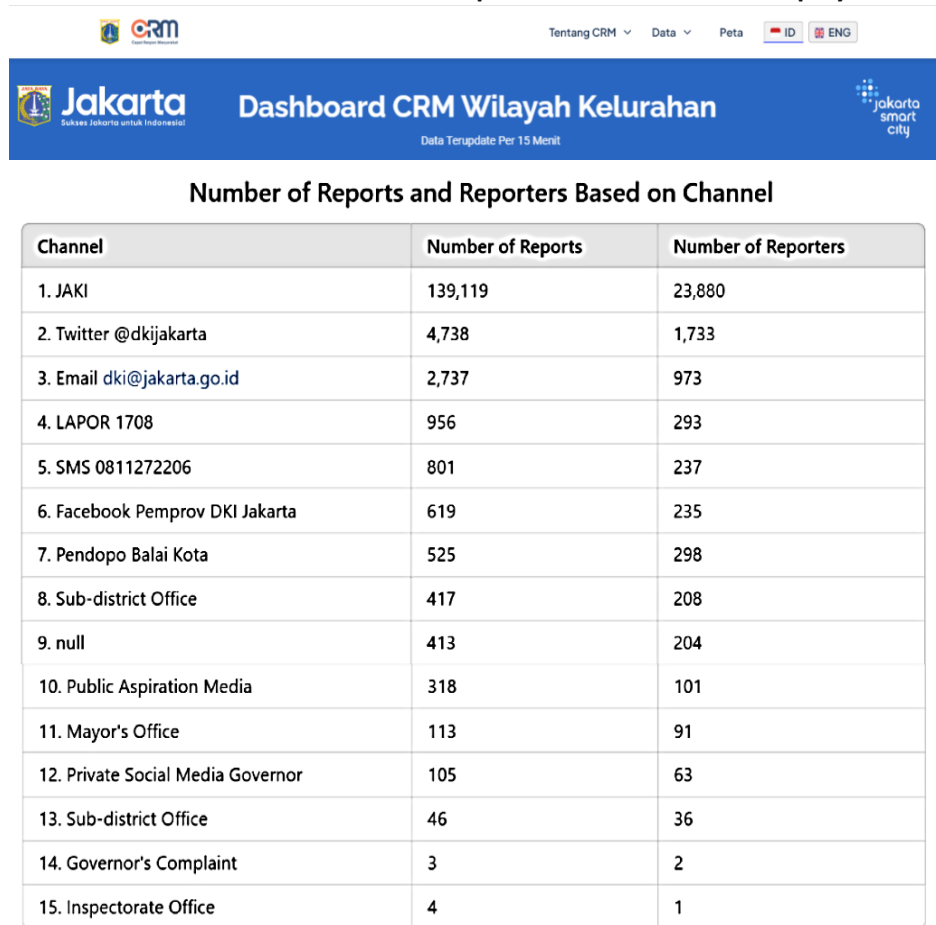 CRM
Tentang CRM Data Peta ID ENG
Jakarta
Sukses Jakarta untuk Indonesia!
Dashboard CRM Wilayah Kelurahan
Data Terupdate Per 15 Menit
jakarta
smart
city
Number of Reports and Reporters Based on Channel
Channel Number of Reports Number of Reporters
1. JAKI 139,119 23,880
2. Twitter @dkijakarta 4,738 1,733
3. Email dki@jakarta.go.id 2,737 973
4. LAPOR 1708 956 293
5. SMS 0811272206 801 237
6. Facebook Pemprov DKI Jakarta 619 235
7. Pendopo Balai Kota 525 298
8. Sub-district Office 417 208
9. null 413 204
10. Public Aspiration Media 318 101
11. Mayor's Office 113 91
12. Private Social Media Governor 105 63
13. Sub-district Office 46 36
14. Governor's Complaint 3 2
15. Inspectorate Office 4 1